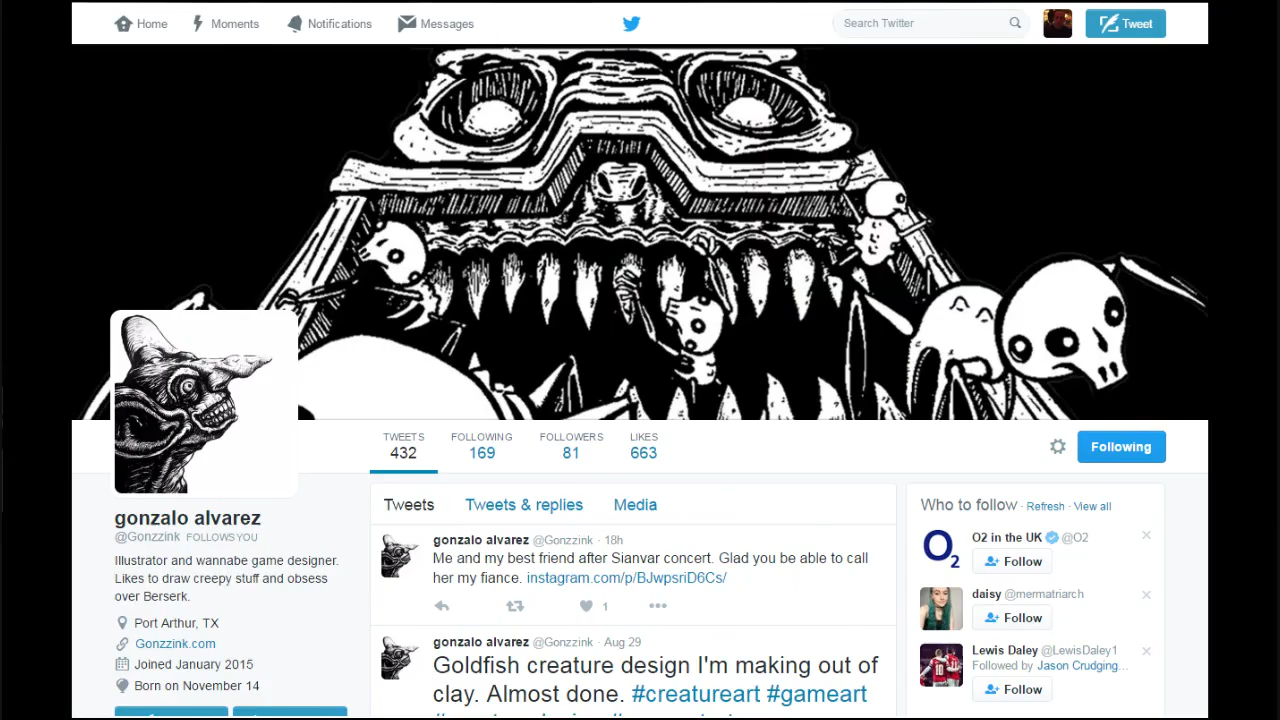 Home Moments Notifications Messages Search Twitter Tweet
TWEETS FOLLOWING FOLLOWERS LIKES
432 169 81 663 Following
gonzalo alvarez
@Gonzzink FOLLOWS YOU
Illustrator and wannabe game designer.
Likes to draw creepy stuff and obsess
over Berserk.
Port Arthur, TX
Gonzzink.com
Joined January 2015
Born on November 14
Tweets Tweets & replies Media
gonzalo alvarez @Gonzzink · 18h
Me and my best friend after Sianvar concert. Glad you be able to call
her my fiance. instagram.com/p/BJwpsriD6Cs/
1
gonzalo alvarez @Gonzzink · Aug 29
Goldfish creature design I'm making out of
clay. Almost done. #creatureart #gameart
Who to follow · Refresh · View all
O2
O2 in the UK @O2
Follow
daisy @mermatriarch
Follow
Lewis Daley @LewisDaley1
Followed by Jason Crudging...
Follow